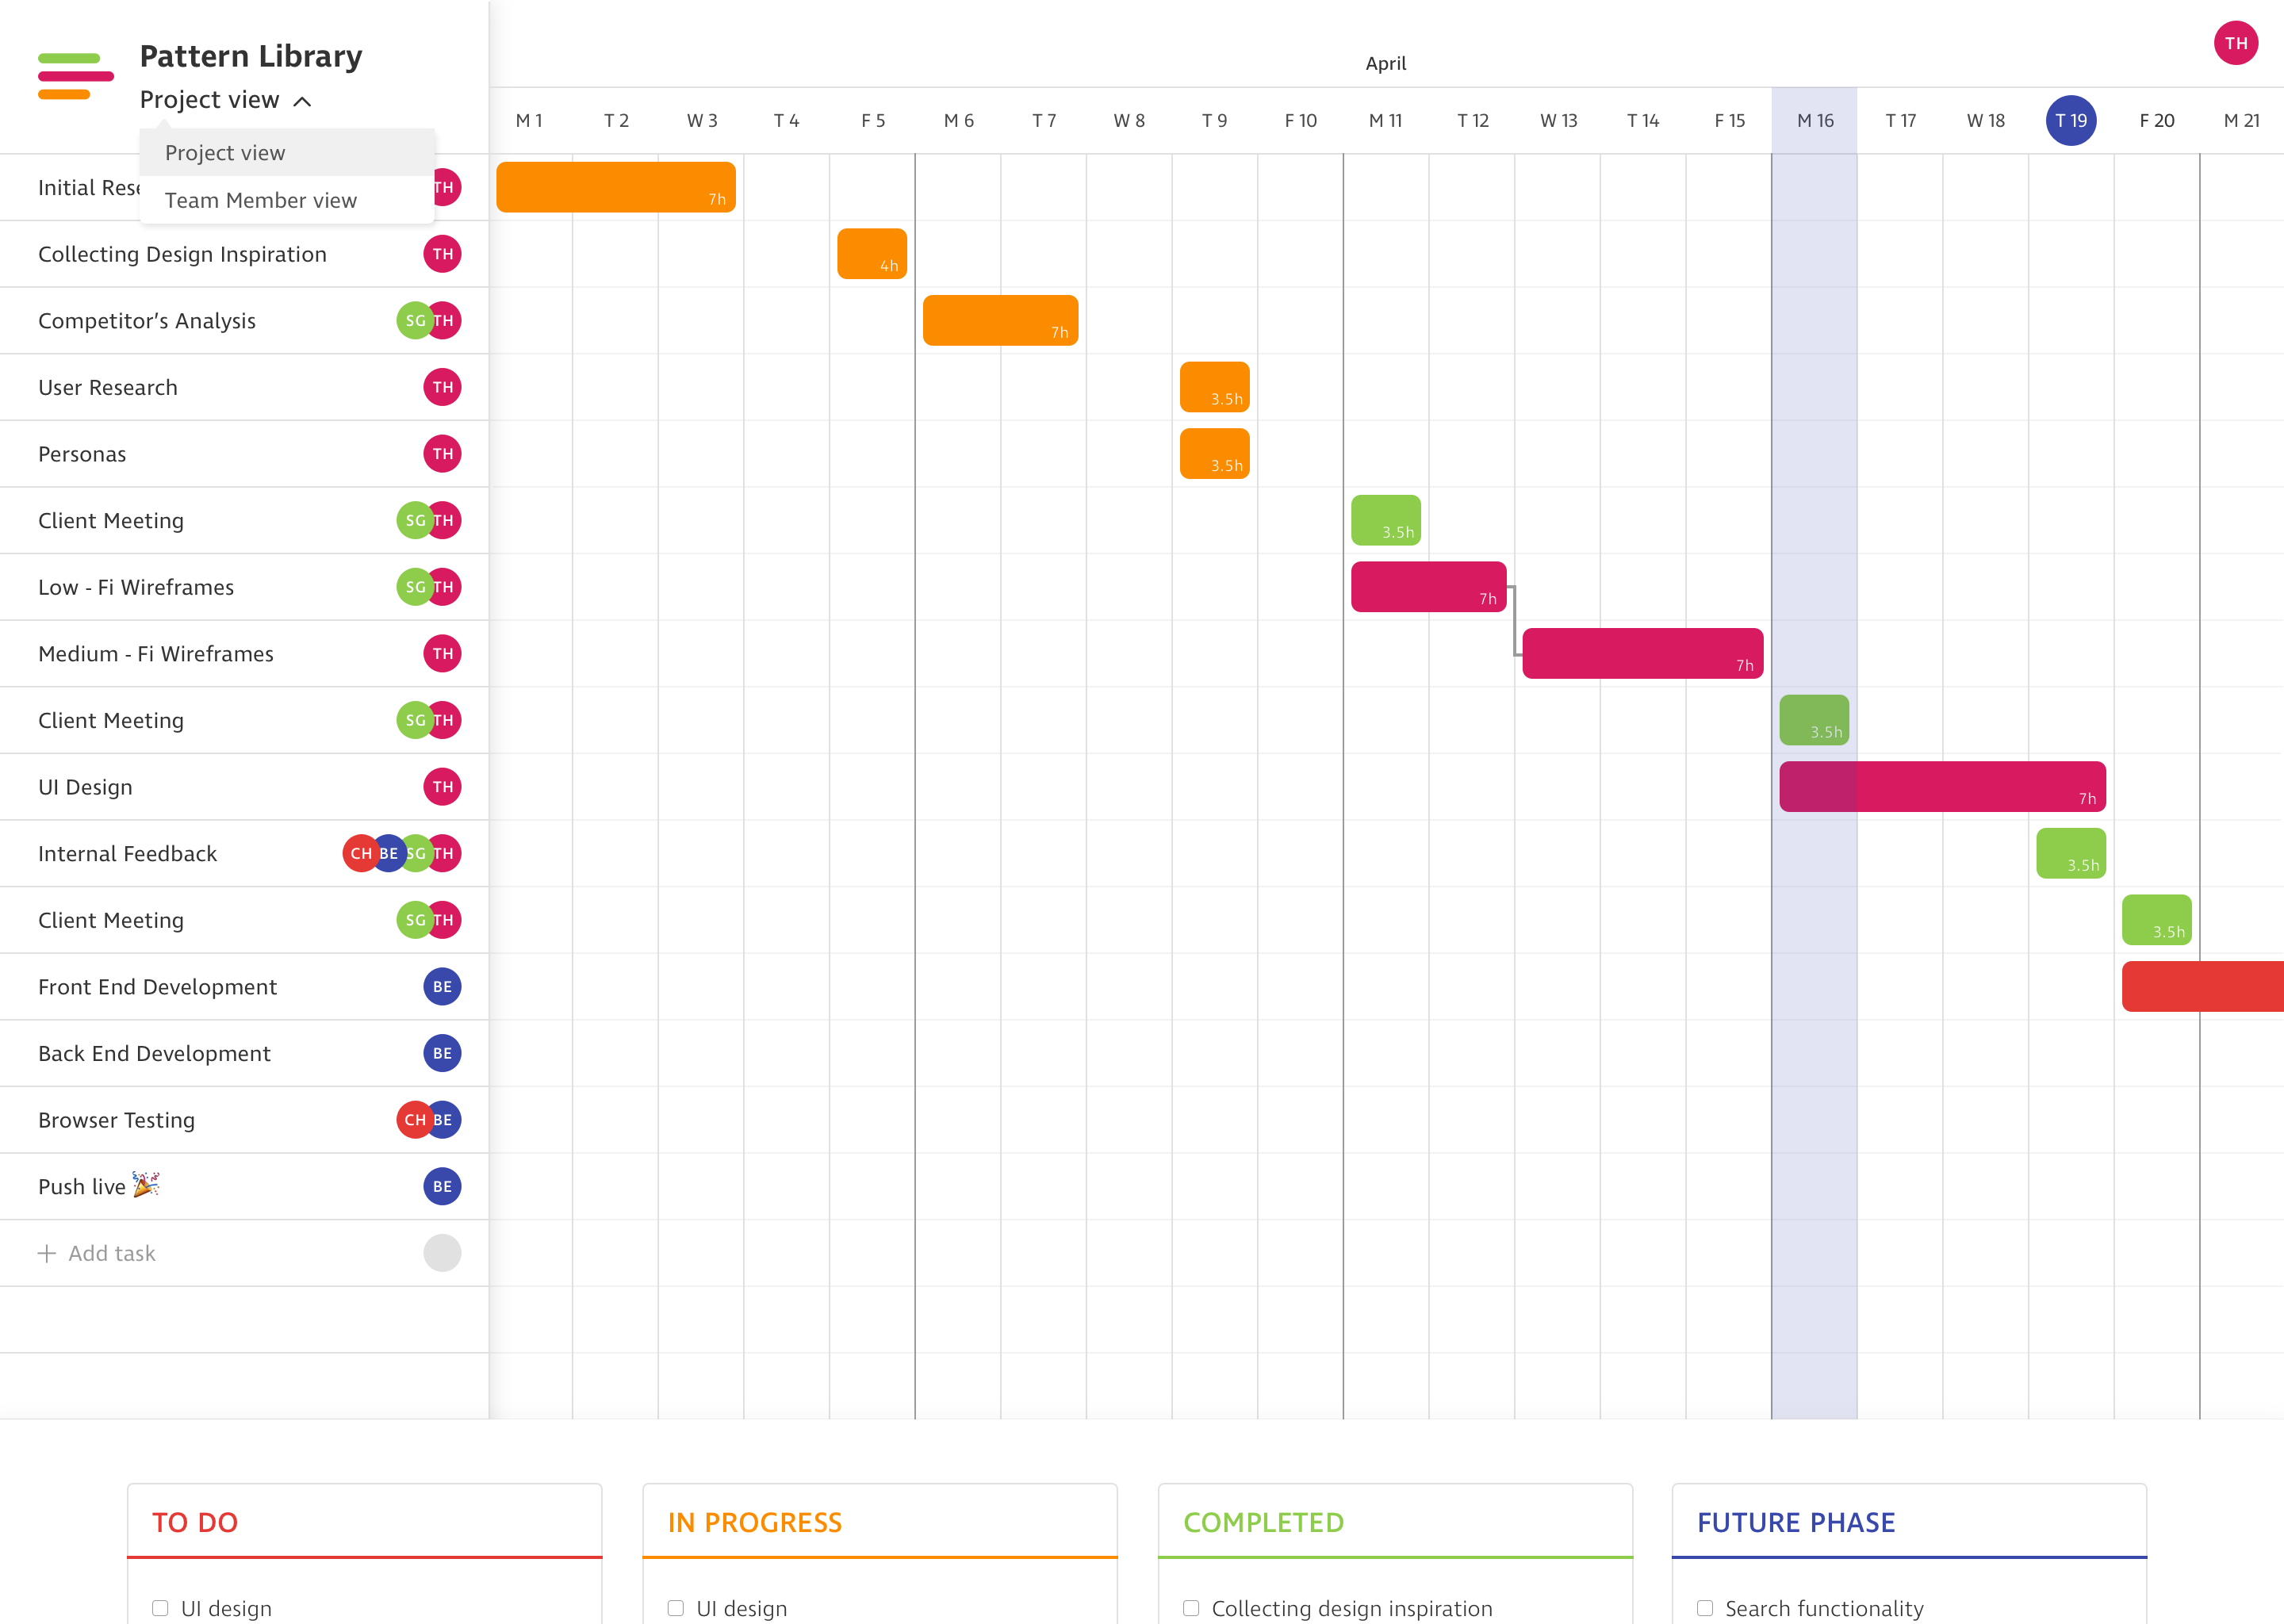 Pattern Library
Project view
Project view
Team Member view
April
TH
M 1 T 2 W 3 T 4 F 5 M 6 T 7 W 8 T 9 F 10 M 11 T 12 W 13 T 14 F 15 M 16 T 17 W 18 T 19 F 20 M 21
Initial Rese TH 7h
Collecting Design Inspiration TH 4h
Competitor’s Analysis SG TH 7h
User Research TH 3.5h
Personas TH 3.5h
Client Meeting SG TH 3.5h
Low - Fi Wireframes SG TH 7h
Medium - Fi Wireframes TH 7h
Client Meeting SG TH 3.5h
UI Design TH 7h
Internal Feedback CH BE SG TH 3.5h
Client Meeting SG TH 3.5h
Front End Development BE
Back End Development BE
Browser Testing CH BE
Push live 🎉 BE
+ Add task
TO DO
UI design
IN PROGRESS
UI design
COMPLETED
Collecting design inspiration
FUTURE PHASE
Search functionality